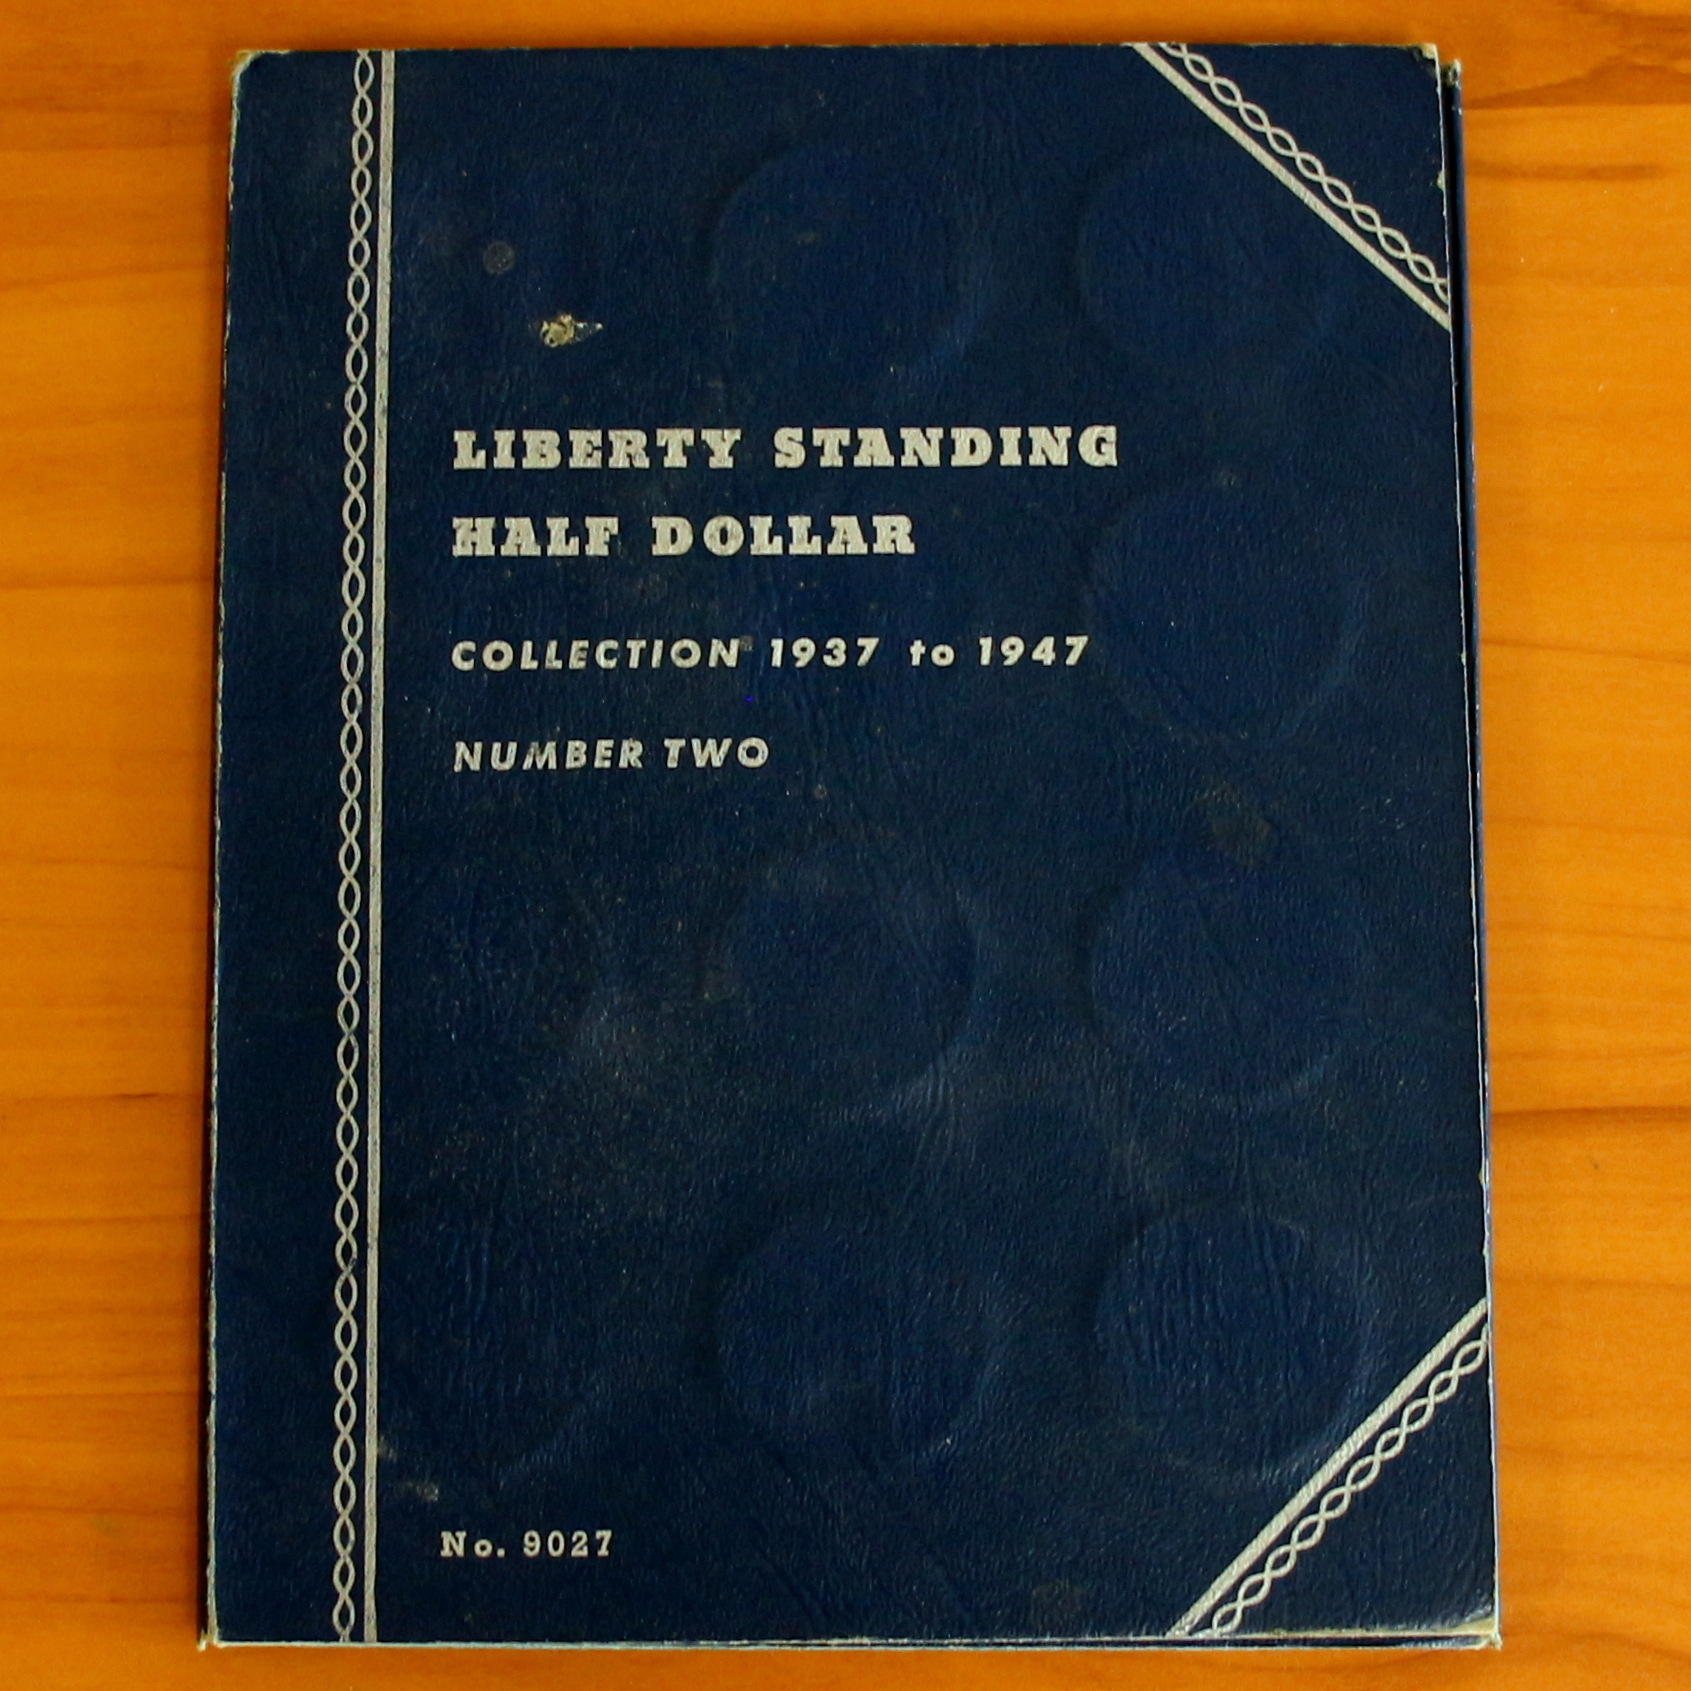 LIBERTY STANDING
HALF DOLLAR
COLLECTION 1937 to 1947
NUMBER TWO
No. 9027